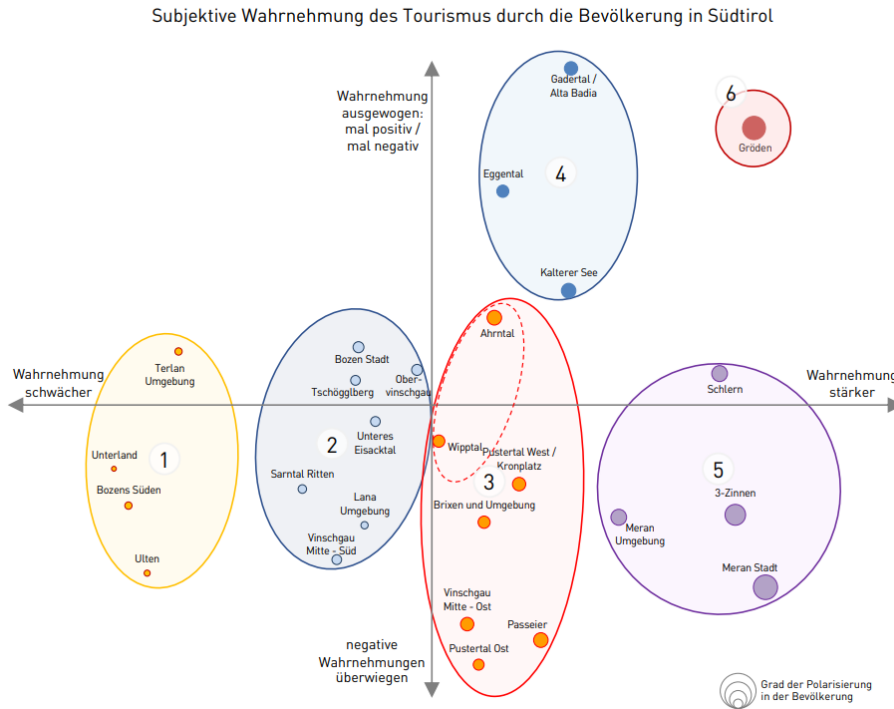 Subjektive Wahrnehmung des Tourismus durch die Bevölkerung in Südtirol
Wahrnehmung
ausgewogen:
mal positiv /
mal negativ
Gadertal /
Alta Badia
6
Gröden
Eggental
4
Kalterer See
Ahrntal
Wahrnehmung
schwächer
Wahrnehmung
stärker
Terlan
Umgebung
Unterland
1
Bozens Süden
Ulten
Bozen Stadt
Tschögglberg
Ober-
vinschgau
2
Unteres
Eisacktal
Sarntal Ritten
Lana
Umgebung
Vinschgau
Mitte - Süd
Wipptal
Pustertal West /
Kronplatz
3
Brixen und Umgebung
Vinschgau
Mitte - Ost
Passeier
Pustertal Ost
Schlern
5
3-Zinnen
Meran
Umgebung
Meran Stadt
negative
Wahrnehmungen
überwiegen
Grad der Polarisierung
in der Bevölkerung